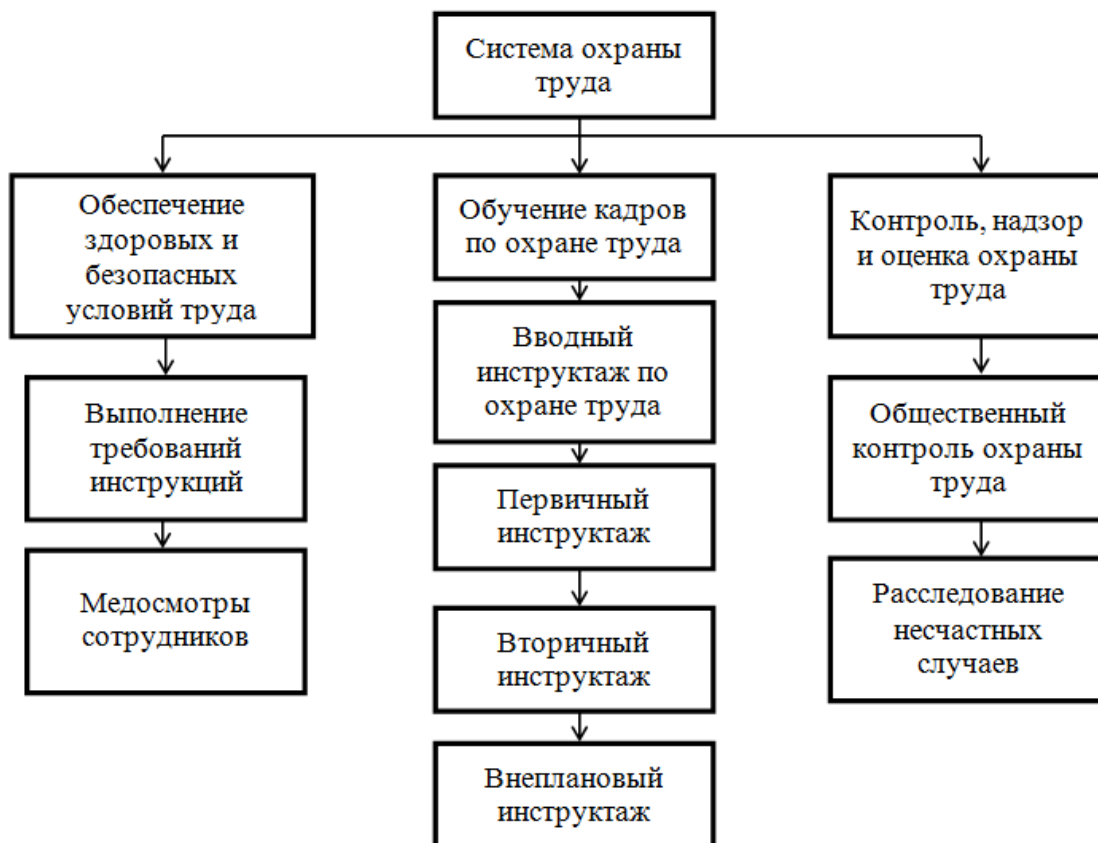 Система охраны
труда
Обеспечение
здоровых и
безопасных
условий труда
Выполнение
требований
инструкций
Медосмотры
сотрудников
Обучение кадров
по охране труда
Вводный
инструктаж по
охране труда
Первичный
инструктаж
Вторичный
инструктаж
Внеплановый
инструктаж
Контроль, надзор
и оценка охраны
труда
Общественный
контроль охраны
труда
Расследование
несчастных
случаев